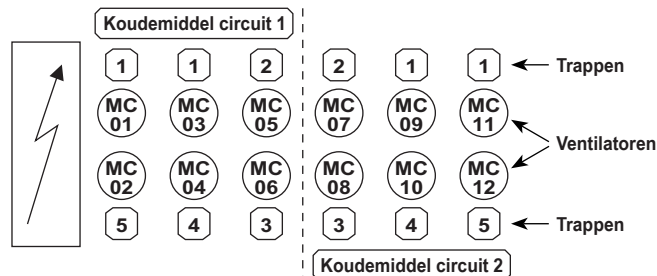 Koudemiddel circuit 1
1 1 2 2 1 1 Trappen
MC 01 MC 03 MC 05 MC 07 MC 09 MC 11
Ventilatoren
MC 02 MC 04 MC 06 MC 08 MC 10 MC 12
5 4 3 3 4 5 Trappen
Koudemiddel circuit 2